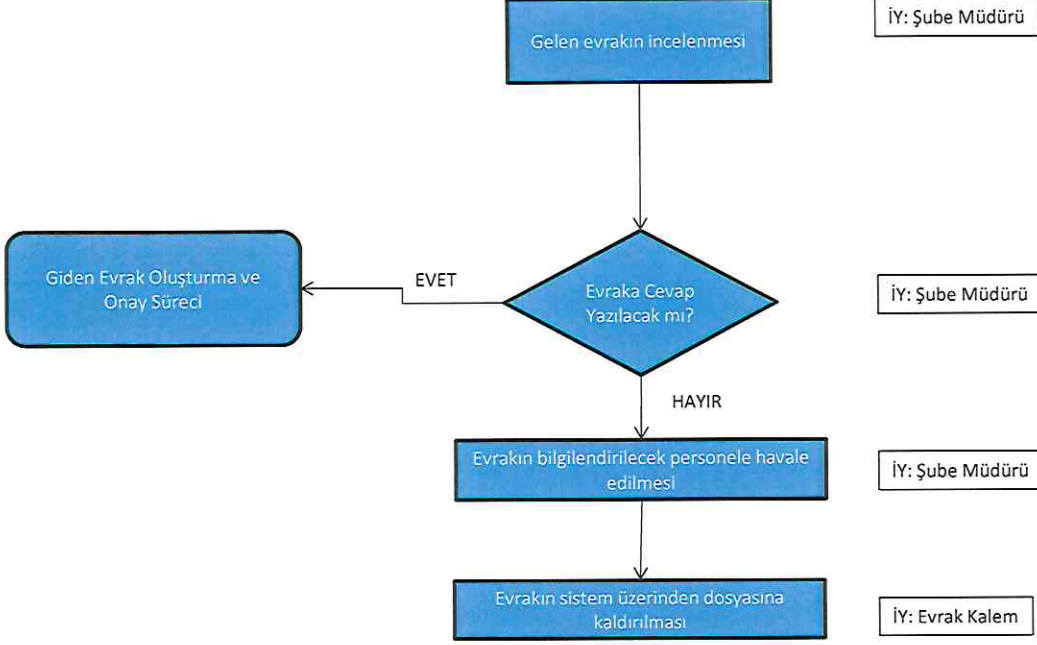 Gelen evrakın incelenmesi
İY: Şube Müdürü
Giden Evrak Oluşturma ve
Onay Süreci
EVET
Evraka Cevap
Yazılacak mı?
İY: Şube Müdürü
HAYIR
Evrakın bilgilendirilecek personele havale
edilmesi
İY: Şube Müdürü
Evrakın sistem üzerinden dosyasına
kaldırılması
İY: Evrak Kalem